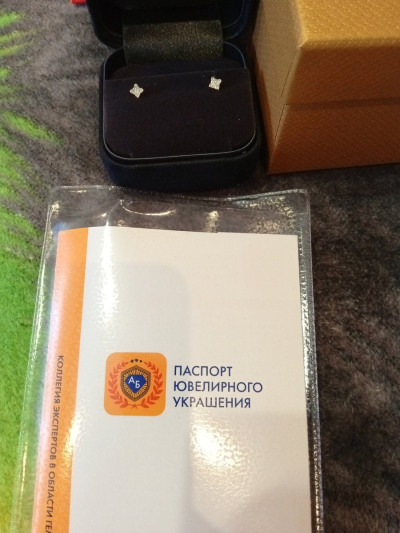 АБ
ПАСПОРТ
ЮВЕЛИРНОГО
УКРАШЕНИЯ
КОЛЛЕГИЯ ЭКСПЕРТОВ В ОБЛАСТИ